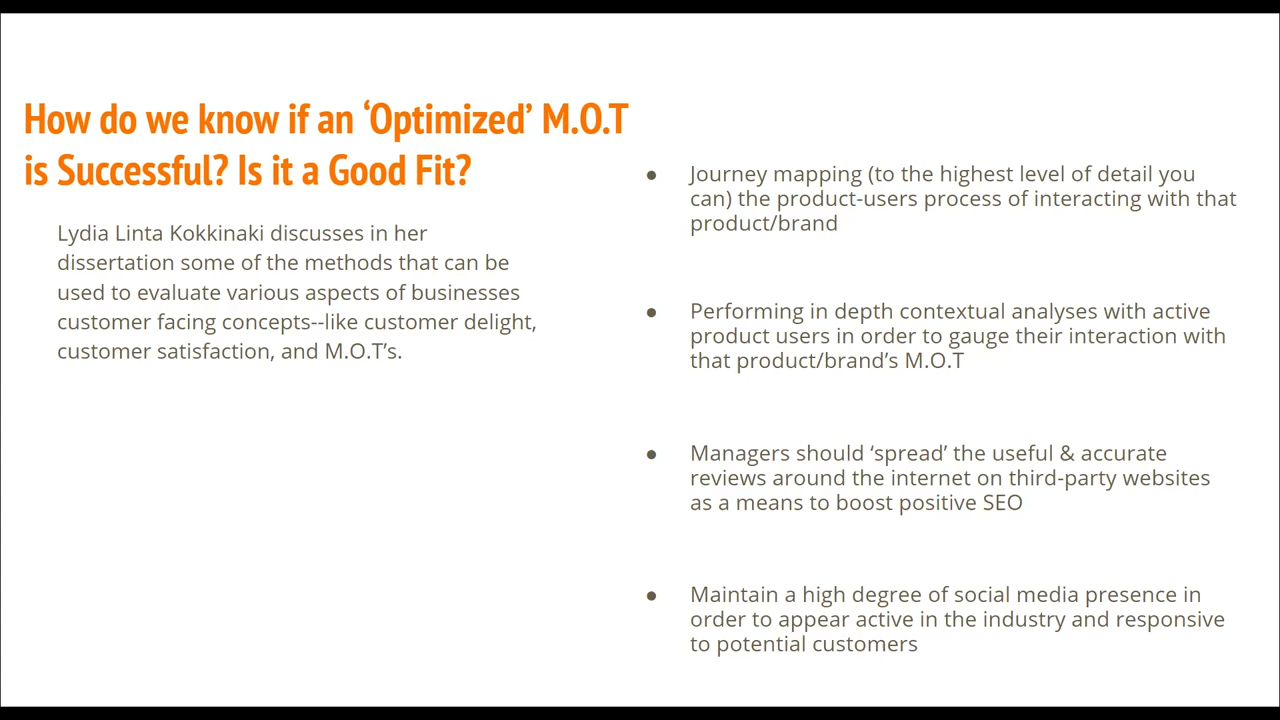 How do we know if an ‘Optimized’ M.O.T
is Successful? Is it a Good Fit?
Lydia Linta Kokkinaki discusses in her
dissertation some of the methods that can be
used to evaluate various aspects of businesses
customer facing concepts--like customer delight,
customer satisfaction, and M.O.T’s.
● Journey mapping (to the highest level of detail you
can) the product-users process of interacting with that
product/brand
● Performing in depth contextual analyses with active
product users in order to gauge their interaction with
that product/brand’s M.O.T
● Managers should ‘spread’ the useful & accurate
reviews around the internet on third-party websites
as a means to boost positive SEO
● Maintain a high degree of social media presence in
order to appear active in the industry and responsive
to potential customers